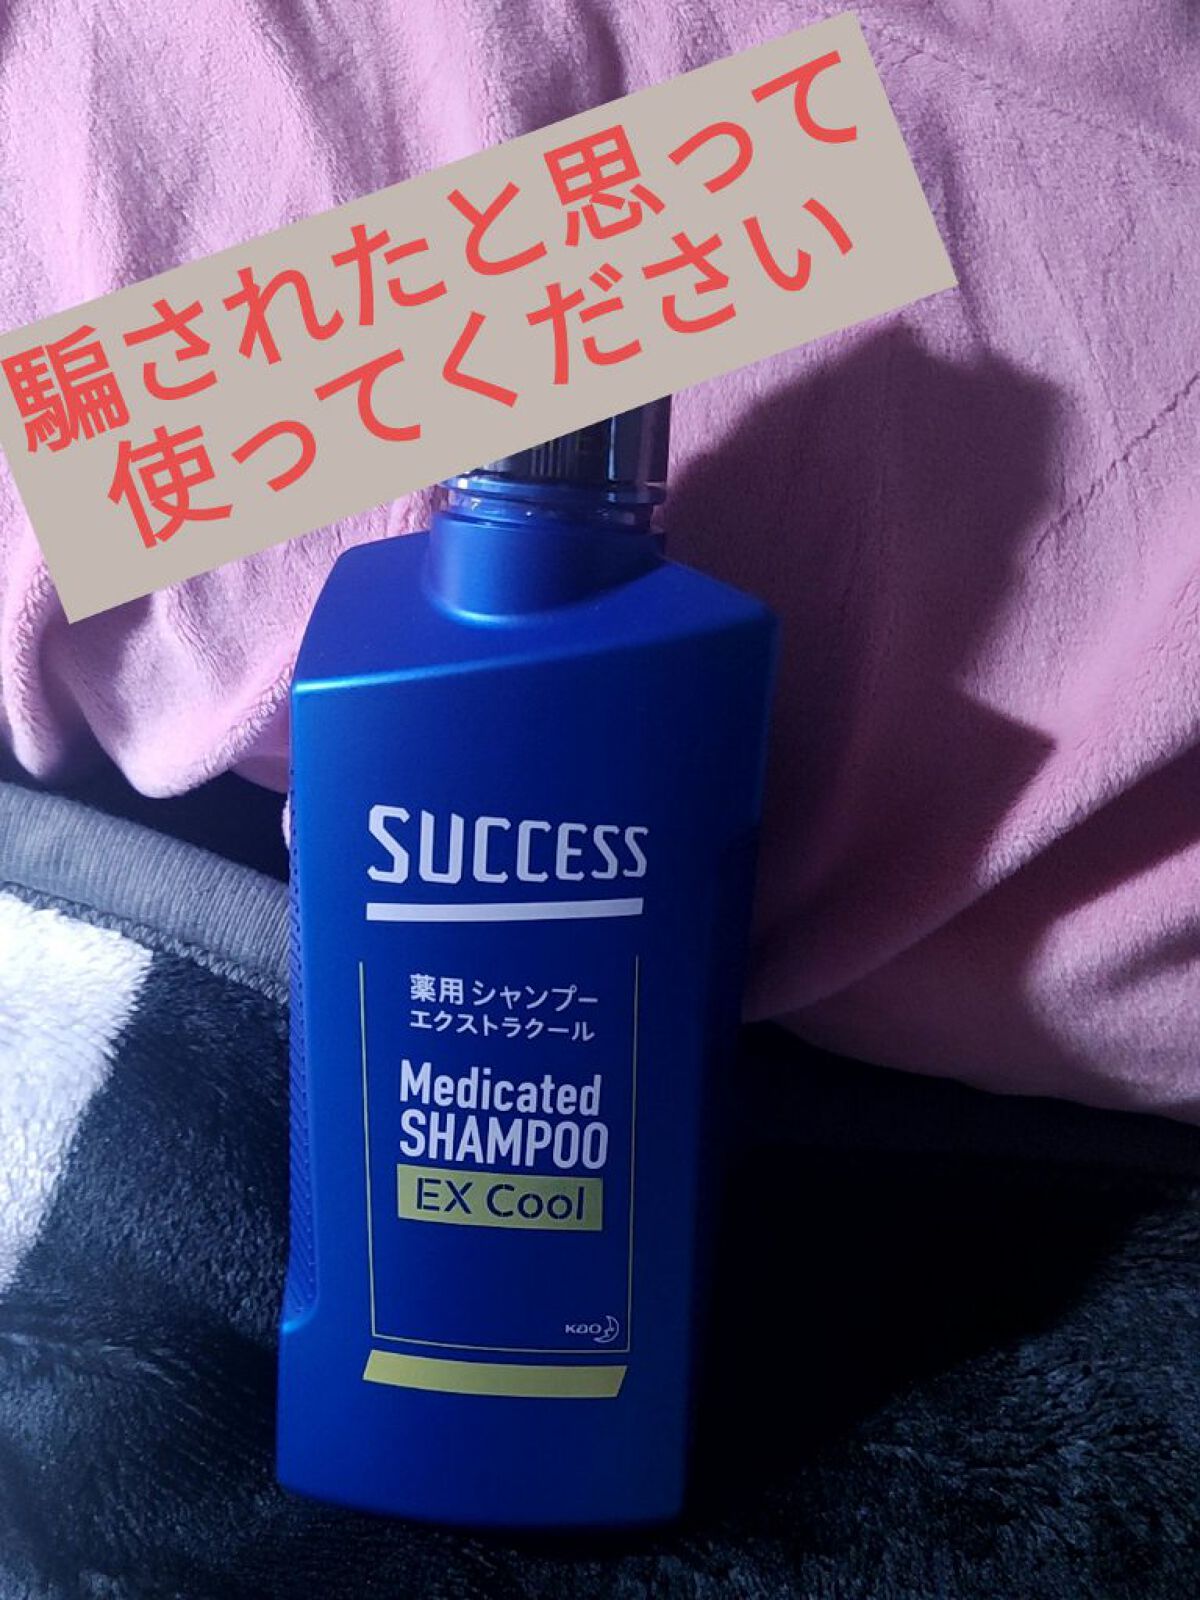 騙されたと思って
使ってください
SUCCESS
薬用 シャンプー
エクストラクール
Medicated
SHAMPOO
EX Cool
Kao